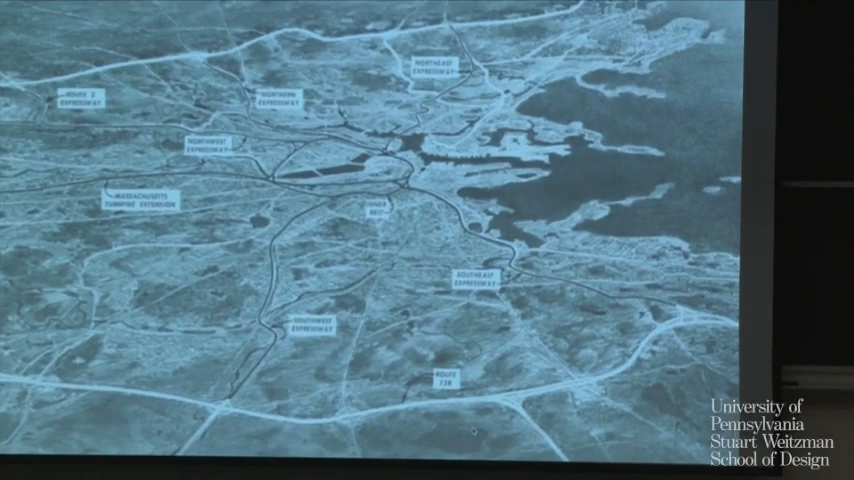 NORTHEAST
EXPRESSWAY
ROUTE 2
EXPRESSWAY
NORTHERN
EXPRESSWAY
NORTHWEST
EXPRESSWAY
MASSACHUSETTS
TURNPIKE EXTENSION
INNER
BELT
SOUTHEAST
EXPRESSWAY
SOUTHWEST
EXPRESSWAY
ROUTE
128
University of
Pennsylvania
Stuart Weitzman
School of Design